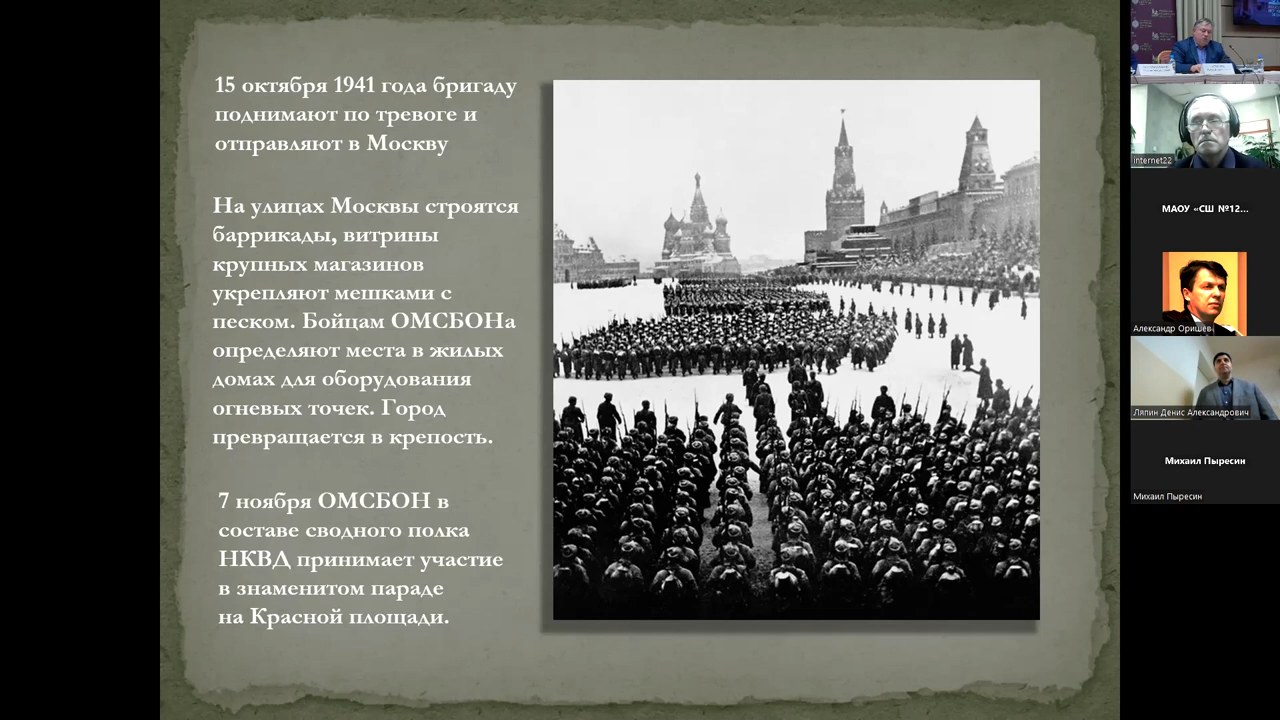 15 октября 1941 года бригаду
поднимают по тревоге и
отправляют в Москву
На улицах Москвы строятся
баррикады, витрины
крупных магазинов
укрепляют мешками с
песком. Бойцам ОМСБОНа
определяют места в жилых
домах для оборудования
огневых точек. Город
превращается в крепость.
7 ноября ОМСБОН в
составе сводного полка
НКВД принимает участие
в знаменитом параде
на Красной площади.
internet22
МАОУ «СШ №12...
Александр Оришев
Ляпин Денис Александрович
Михаил Пыресин
Михаил Пыресин